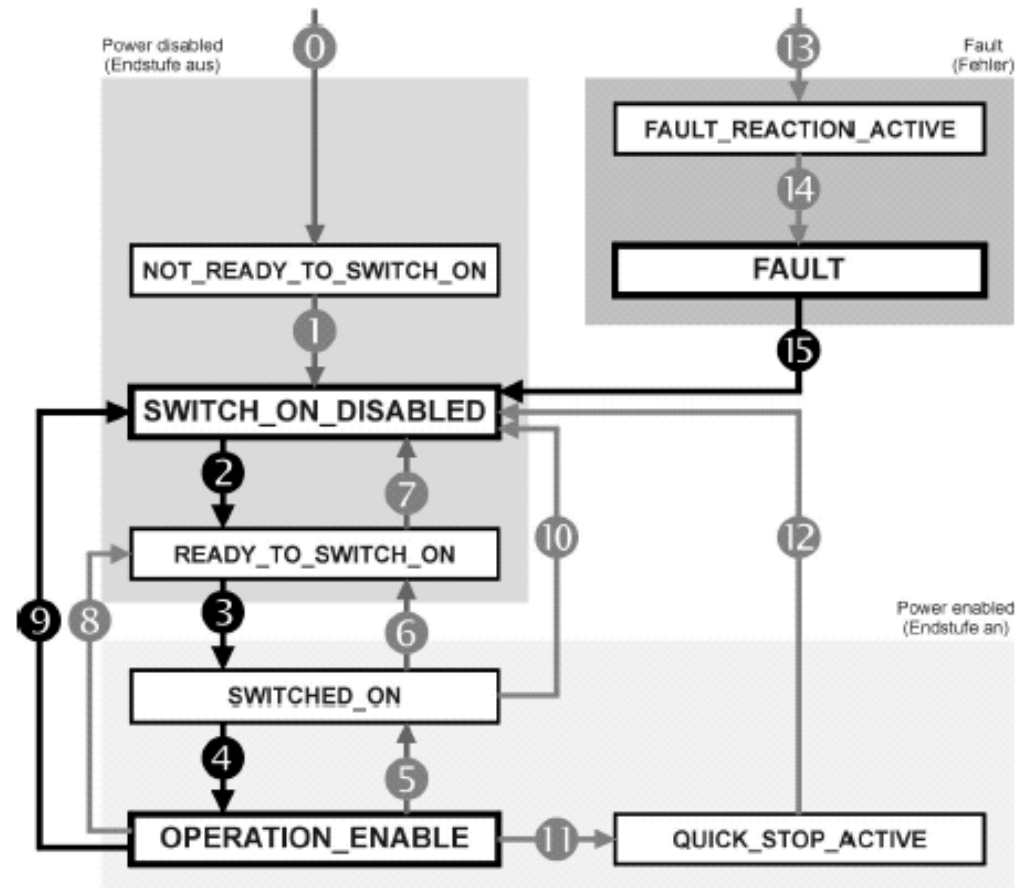 Power disabled
(Endstufe aus)
0
13
Fault
(Fehler)
FAULT_REACTION_ACTIVE
14
NOT_READY_TO_SWITCH_ON
FAULT
1
15
SWITCH_ON_DISABLED
2
7
10
12
READY_TO_SWITCH_ON
9
8
3
6
Power enabled
(Endstufe an)
SWITCHED_ON
4
5
OPERATION_ENABLE
11
QUICK_STOP_ACTIVE